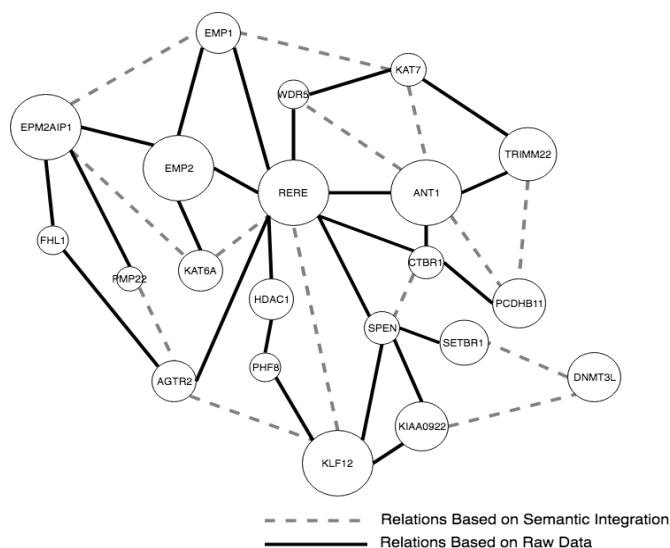 EMP1
KAT7
WDR5
EPM2AIP1
TRIMM22
EMP2
RERE
ANT1
FHL1
CTBR1
KAT6A
PMP22
HDAC1
PCDHB11
SPEN
SETBR1
PHF8
DNMT3L
AGTR2
KIAA0922
KLF12
Relations Based on Semantic Integration
Relations Based on Raw Data